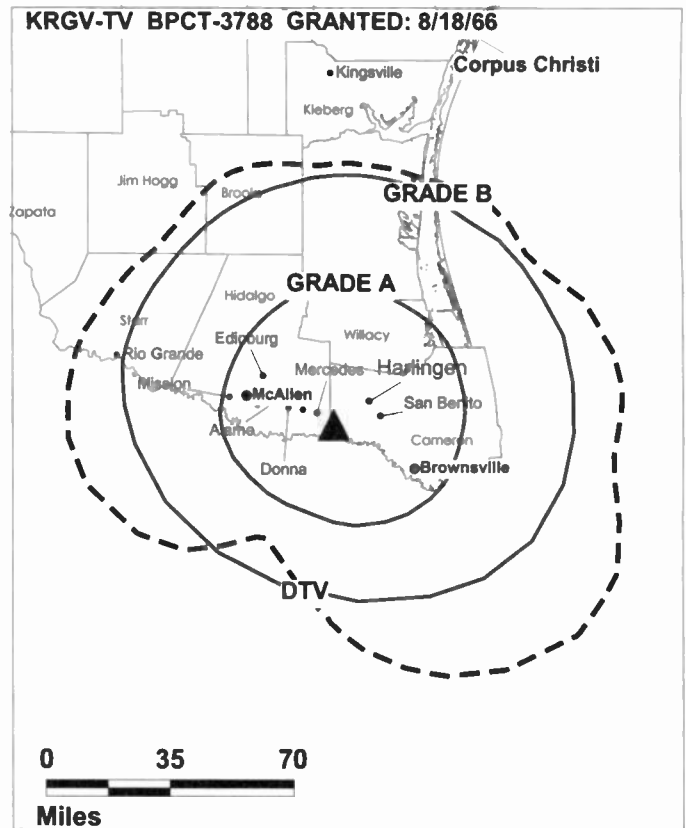 KRGV-TV BPCT-3788 GRANTED: 8/18/66
Corpus Christi
Kingsville
Kleberg
Jim Hogg
Brooks
GRADE B
Zapata
GRADE A
Hidalgo
Starr
Willacy
Edinburg
Rio Grande
Mercedes
Harlingen
Mission
McAllen
San Benito
Alamo
Cameron
Donna
Brownsville
DTV
0 35 70
Miles